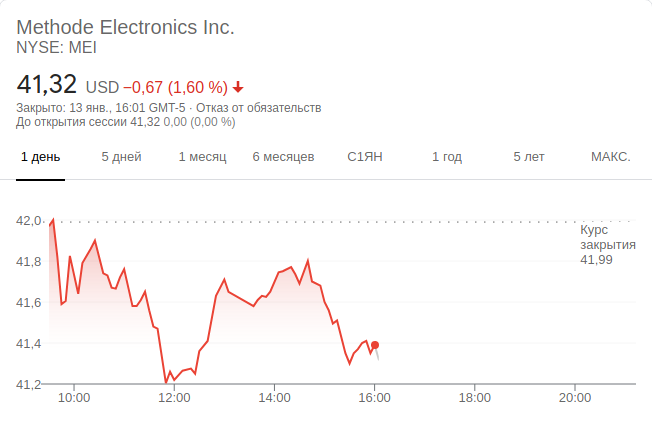 Methode Electronics Inc.
NYSE: MEI
41,32 USD −0,67 (1,60 %)
Закрыто: 13 янв., 16:01 GMT-5 · Отказ от обязательств
До открытия сессии 41,32 0,00 (0,00 %)
1 день 5 дней 1 месяц 6 месяцев С1ЯН 1 год 5 лет МАКС.
42,0
Курс
закрытия
41,99
41,8
41,6
41,4
41,2
10:00 12:00 14:00 16:00 18:00 20:00